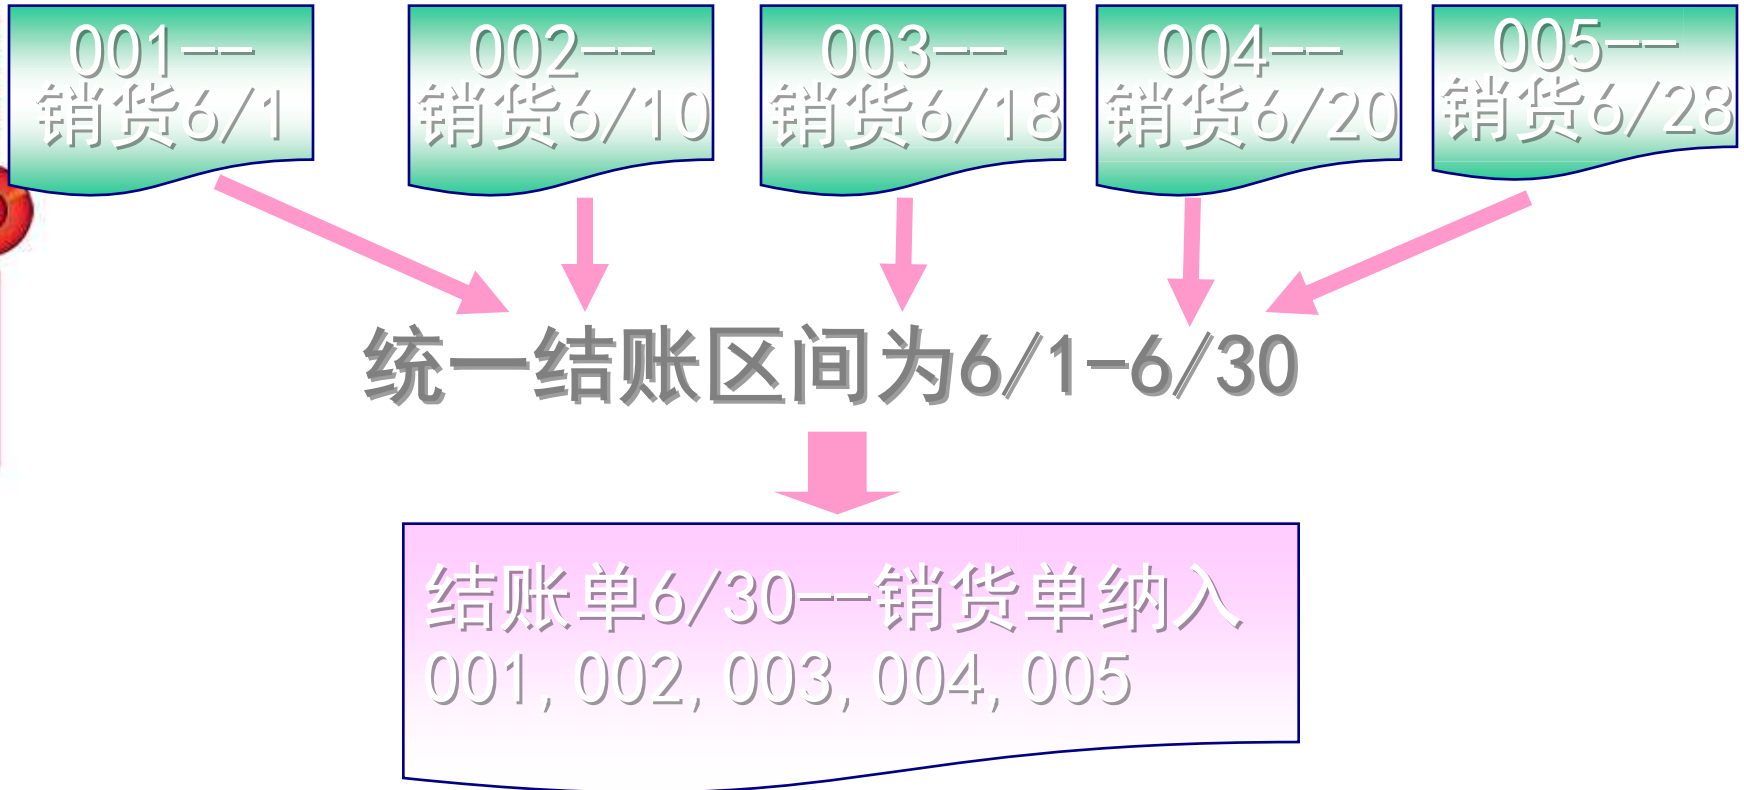 001——
销货6/1
002——
销货6/10
003——
销货6/18
004——
销货6/20
005——
销货6/28
统一结账区间为6/1-6/30
结账单6/30——销货单纳入
001,002,003,004,005